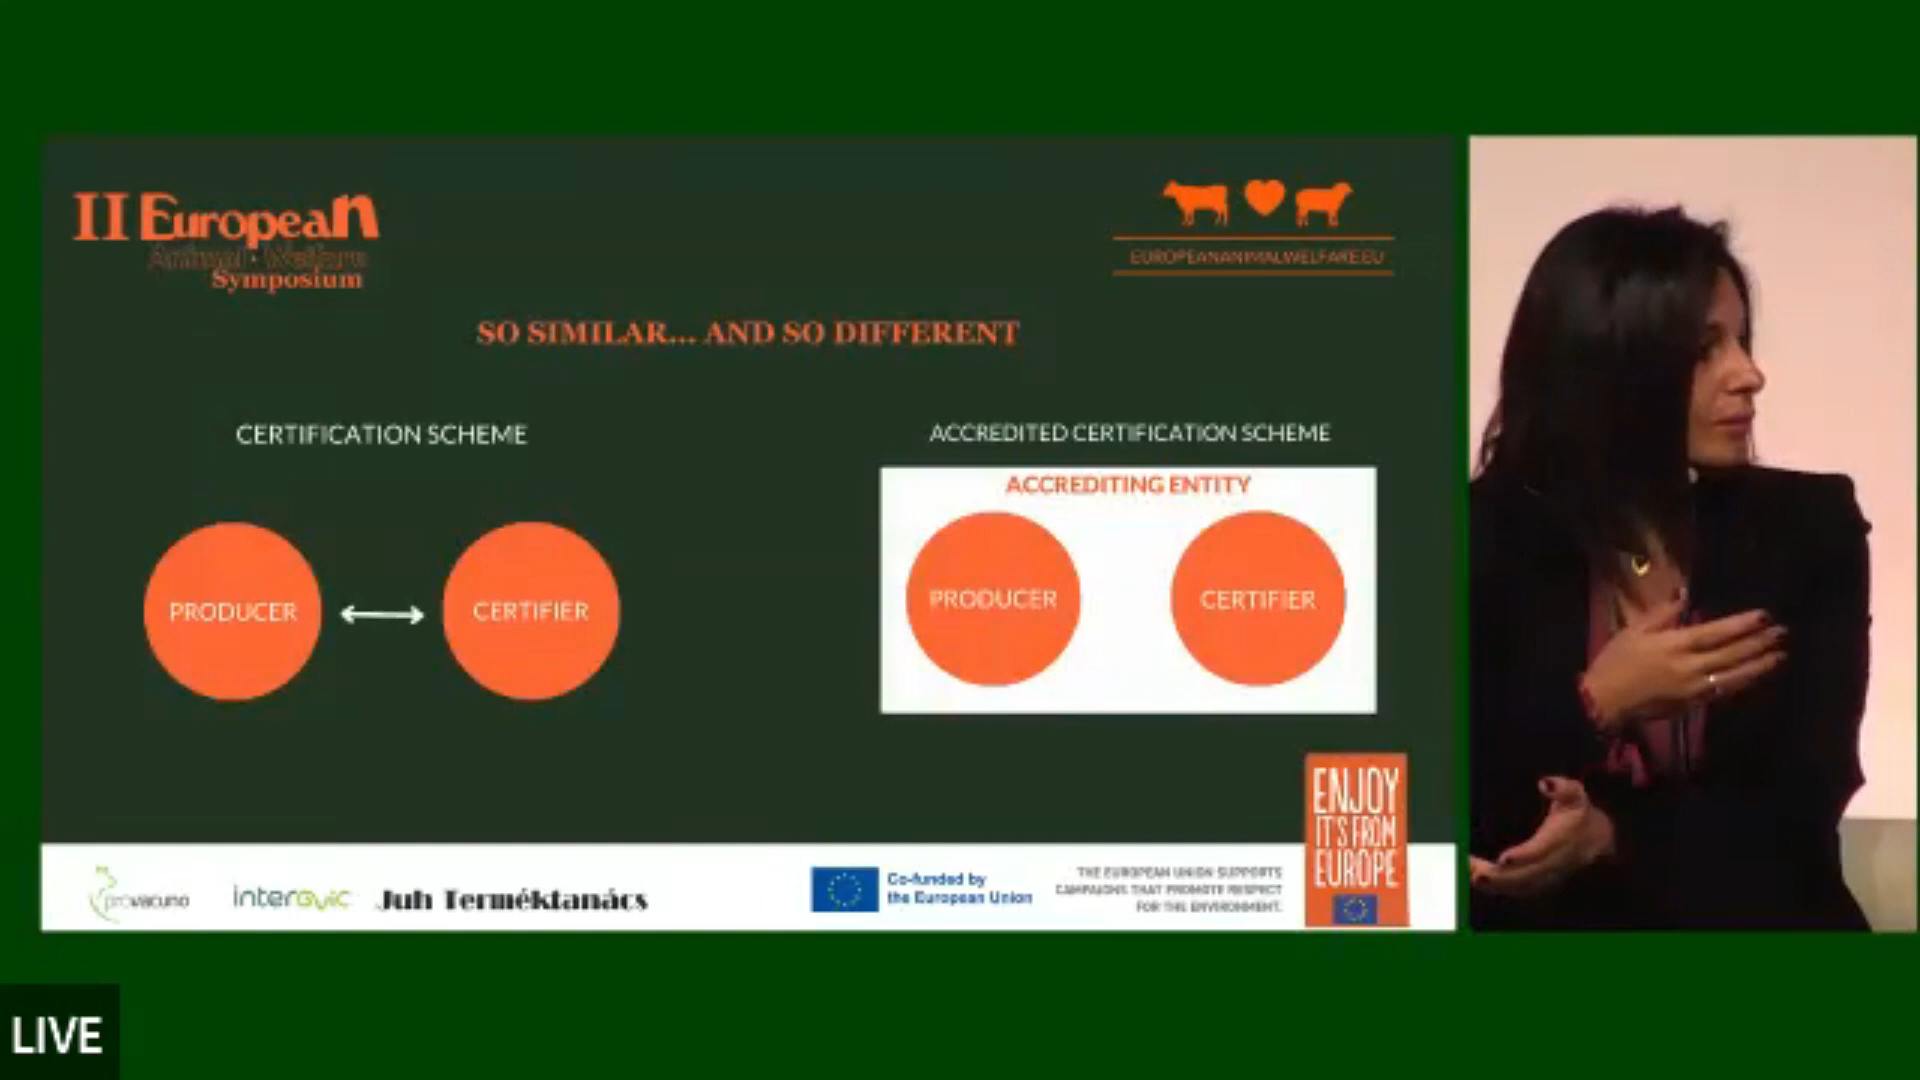 II European
Animal · Welfare
Symposium
EUROPEANANIMALWELFARE.EU
SO SIMILAR... AND SO DIFFERENT
CERTIFICATION SCHEME
PRODUCER
CERTIFIER
ACCREDITED CERTIFICATION SCHEME
ACCREDITING ENTITY
PRODUCER
CERTIFIER
provacuno
interovic
Juh Terméktanács
Co-funded by
the European Union
THE EUROPEAN UNION SUPPORTS
CAMPAIGNS THAT PROMOTE RESPECT
FOR THE ENVIRONMENT.
ENJOY
IT'S FROM
EUROPE
LIVE